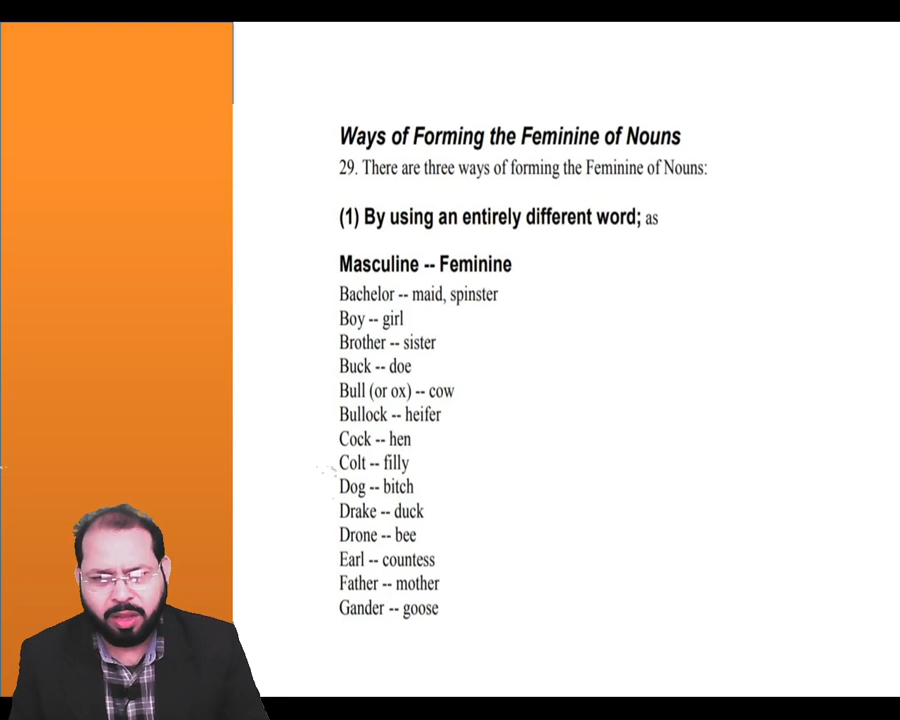 Ways of Forming the Feminine of Nouns
29. There are three ways of forming the Feminine of Nouns:
(1) By using an entirely different word; as
Masculine -- Feminine
Bachelor -- maid, spinster
Boy -- girl
Brother -- sister
Buck -- doe
Bull (or ox) -- cow
Bullock -- heifer
Cock -- hen
Colt -- filly
Dog -- bitch
Drake -- duck
Drone -- bee
Earl -- countess
Father -- mother
Gander -- goose